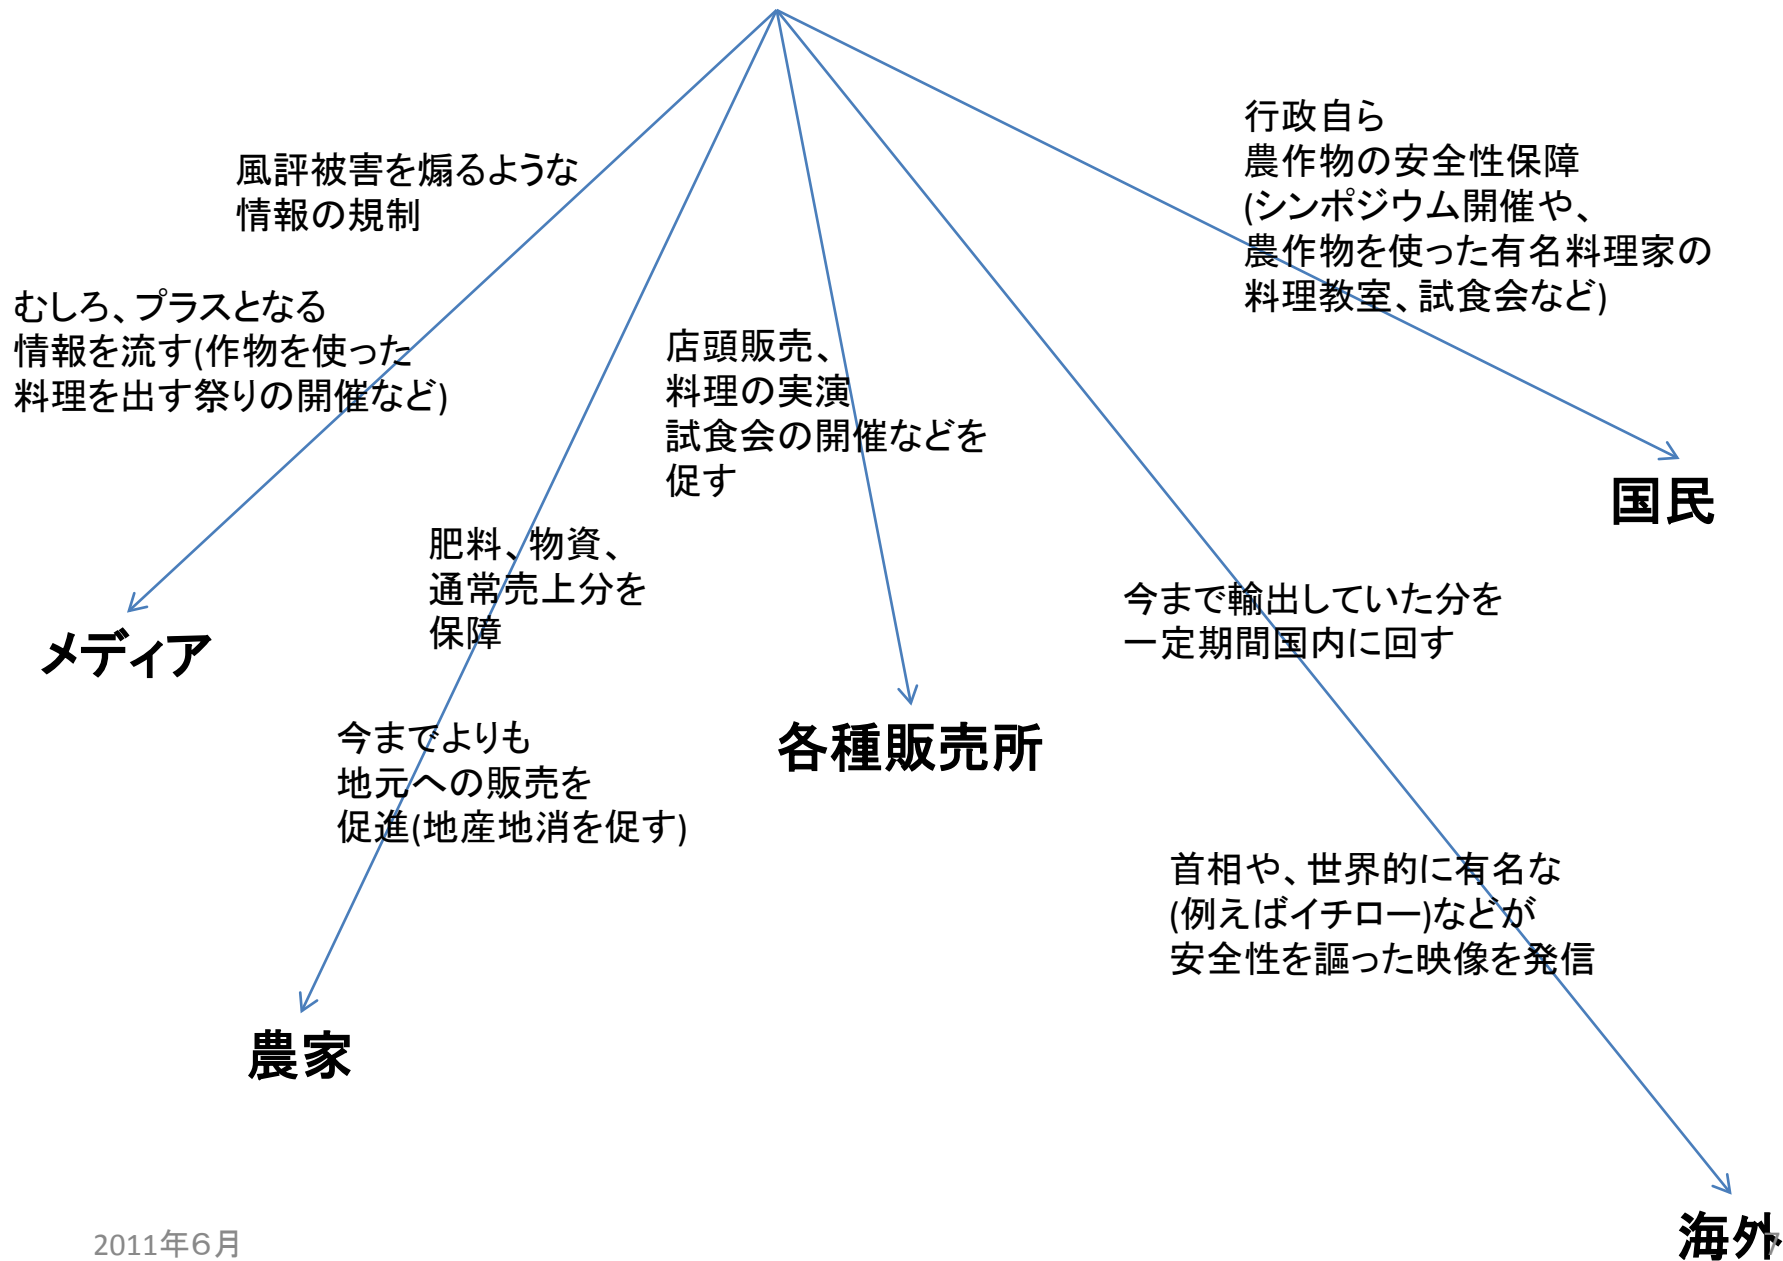 行政自ら
農作物の安全性保障
(シンポジウム開催や、
農作物を使った有名料理家の
料理教室、試食会など)
風評被害を煽るような
情報の規制
むしろ、プラスとなる
情報を流す(作物を使った
料理を出す祭りの開催など)
店頭販売、
料理の実演
試食会の開催などを
促す
国民
肥料、物資、
通常売上分を
保障
今まで輸出していた分を
一定期間国内に回す
メディア
今までよりも
地元への販売を
促進(地産地消を促す)
各種販売所
首相や、世界的に有名な
(例えばイチロー)などが
安全性を謳った映像を発信
農家
海外
2011年６月
7